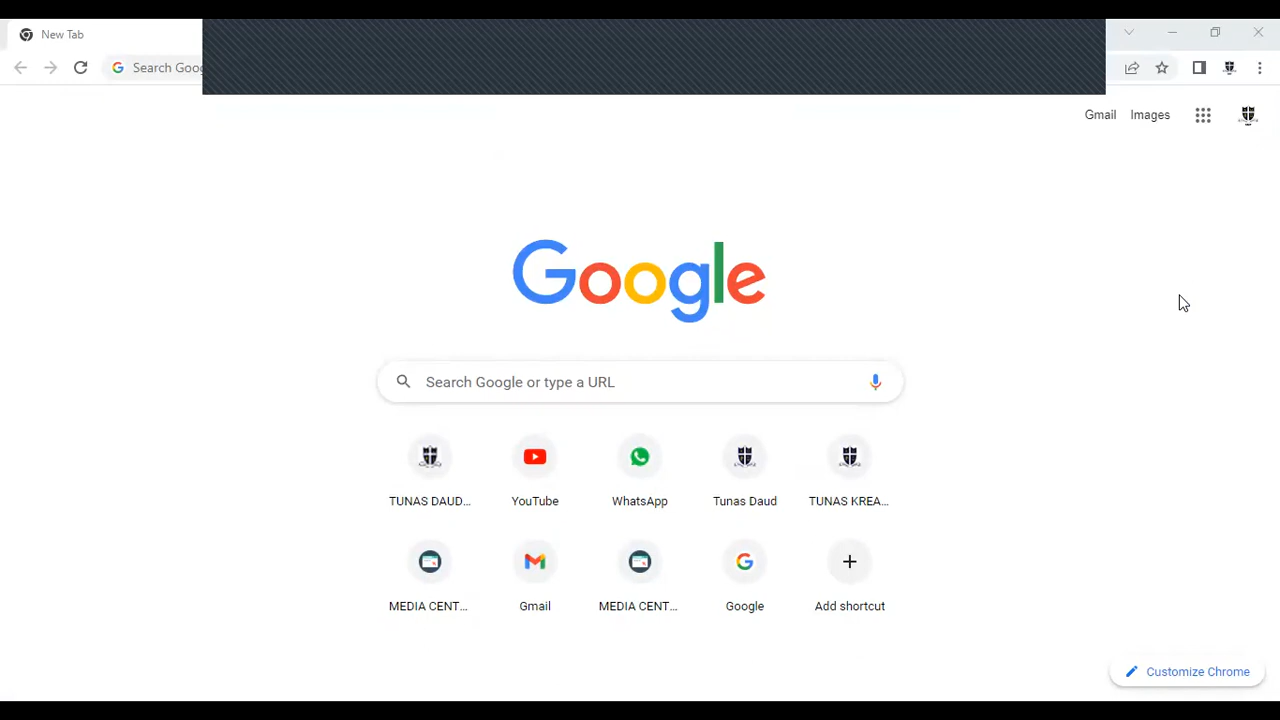 New Tab
Search Goog
Gmail Images
Google
Search Google or type a URL
TUNAS DAUD... YouTube WhatsApp Tunas Daud TUNAS KREA...
MEDIA CENT... Gmail MEDIA CENT... Google Add shortcut
Customize Chrome